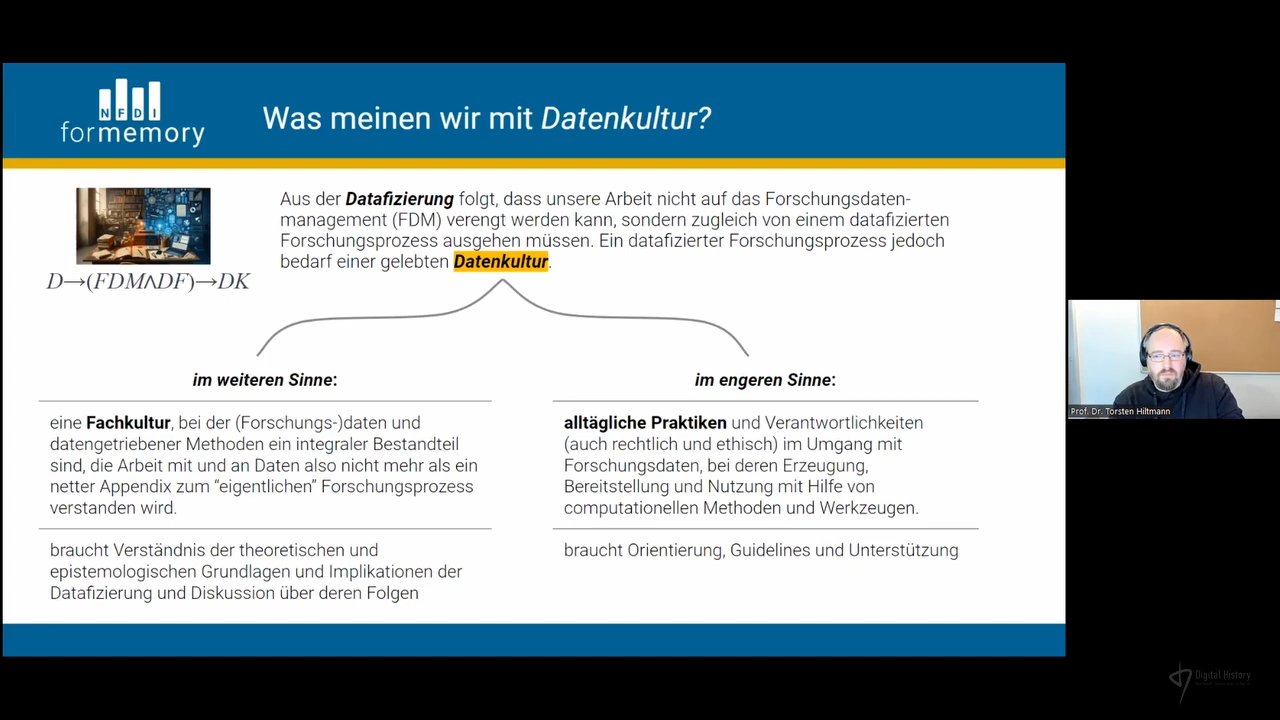 NFDI
formemory
Was meinen wir mit Datenkultur?
Aus der Datafizierung folgt, dass unsere Arbeit nicht auf das Forschungsdaten-
management (FDM) verengt werden kann, sondern zugleich von einem datafizierten
Forschungsprozess ausgehen müssen. Ein datafizierter Forschungsprozess jedoch
bedarf einer gelebten Datenkultur.
D→(FDM∧DF)→DK
im weiteren Sinne:
eine Fachkultur, bei der (Forschungs-)daten und
datengetriebener Methoden ein integraler Bestandteil
sind, die Arbeit mit und an Daten also nicht mehr als ein
netter Appendix zum “eigentlichen” Forschungsprozess
verstanden wird.
braucht Verständnis der theoretischen und
epistemologischen Grundlagen und Implikationen der
Datafizierung und Diskussion über deren Folgen
im engeren Sinne:
alltägliche Praktiken und Verantwortlichkeiten
(auch rechtlich und ethisch) im Umgang mit
Forschungsdaten, bei deren Erzeugung,
Bereitstellung und Nutzung mit Hilfe von
computationellen Methoden und Werkzeugen.
braucht Orientierung, Guidelines und Unterstützung
Prof. Dr. Torsten Hiltmann
Digital History